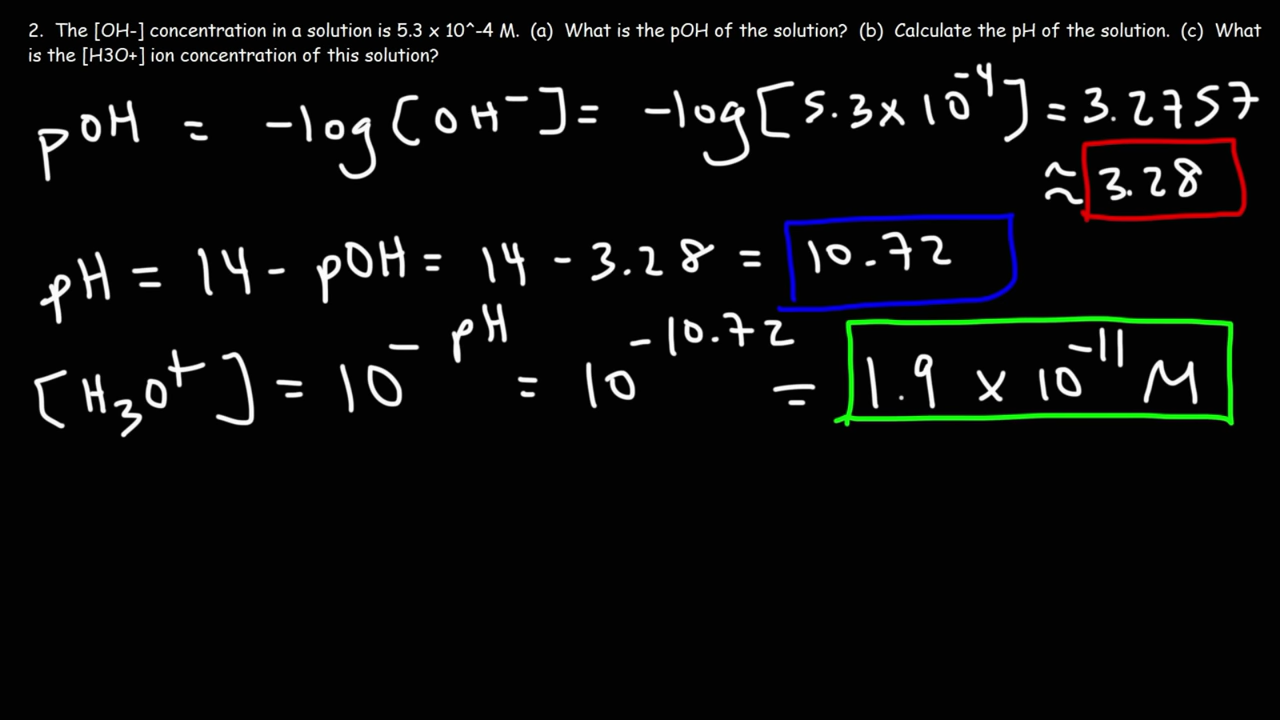 2. The [OH-] concentration in a solution is 5.3 x 10^-4 M. (a) What is the pOH of the solution? (b) Calculate the pH of the solution. (c) What
is the [H3O+] ion concentration of this solution?
pOH = -log[OH⁻] = -log[5.3 x 10⁻⁴] = 3.2757
≈ 3.28
pH = 14 - pOH = 14 - 3.28 = 10.72
[H₃O⁺] = 10^-pH = 10^-10.72 = 1.9 x 10⁻¹¹ M